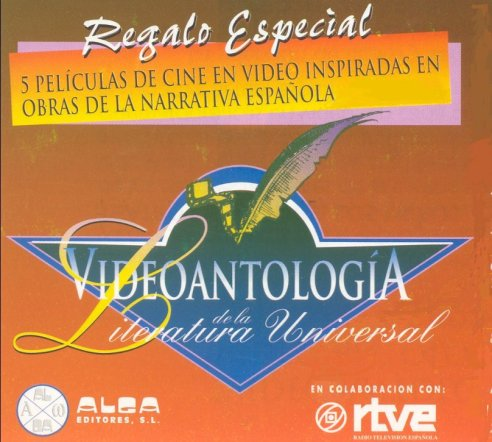 Regalo Especial
5 PELÍCULAS DE CINE EN VIDEO INSPIRADAS EN
OBRAS DE LA NARRATIVA ESPAÑOLA
VIDEOANTOLOGÍA
de la
Literatura Universal
ALGA
EDITORES, S.L.
EN COLABORACION CON:
rtve
RADIO TELEVISION ESPAÑOLA